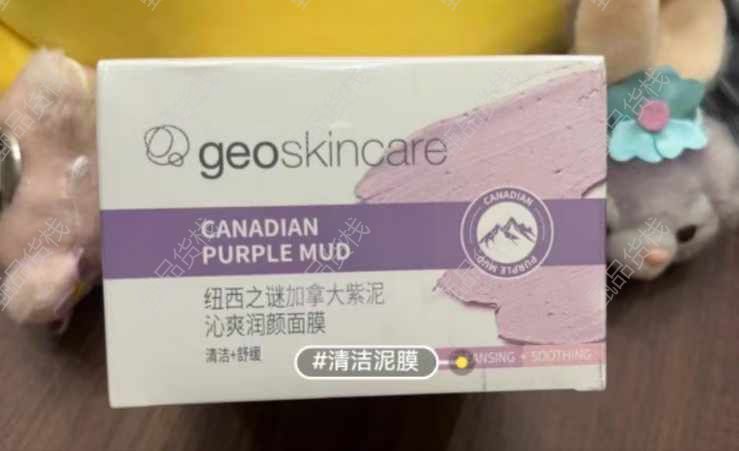 geoskincare
CANADIAN
PURPLE MUD
CANADIAN
PURPLE MUD
纽西之谜加拿大紫泥
沁爽润颜面膜
清洁+舒缓
#清洁泥膜
ANSING + SOOTHING